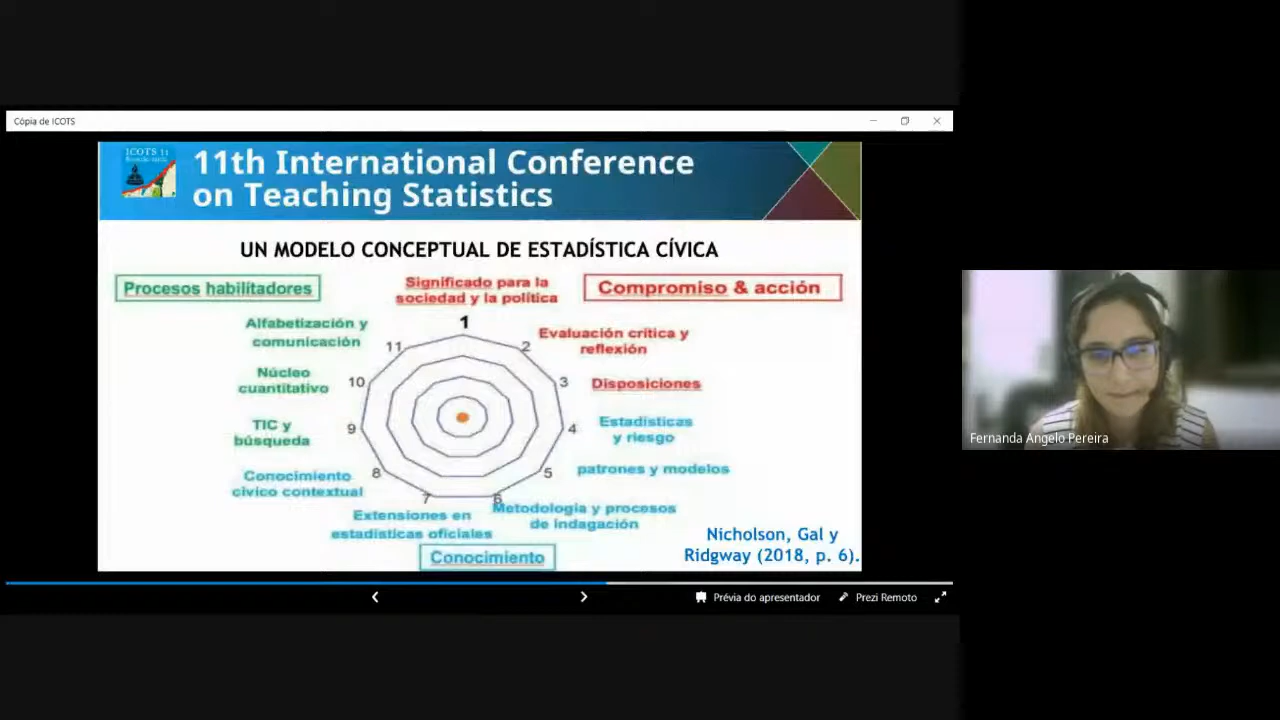 Cópia de ICOTS
ICOTS 11
11th International Conference
on Teaching Statistics
UN MODELO CONCEPTUAL DE ESTADÍSTICA CÍVICA
Procesos habilitadores
Significado para la
sociedad y la política
Compromiso & acción
1
Alfabetización y
comunicación
11
2
Evaluación crítica y
reflexión
Núcleo
cuantitativo
10
3
Disposiciones
TIC y
búsqueda
9
4
Estadísticas
y riesgo
Conocimiento
cívico contextual
8
5
patrones y modelos
7
6
Extensiones en
estadísticas oficiales
Metodología y procesos
de indagación
Conocimiento
Nicholson, Gal y
Ridgway (2018, p. 6).
Prévia do apresentador
Prezi Remoto
Fernanda Angelo Pereira